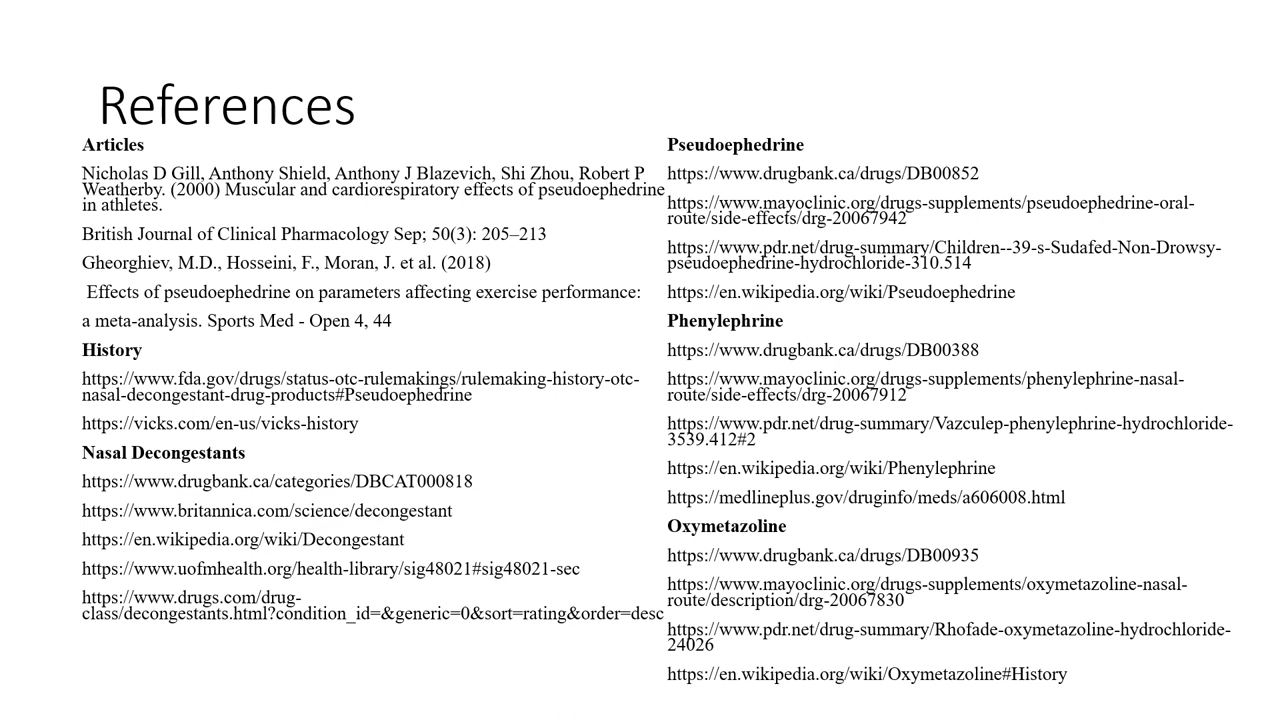 References
Articles
Nicholas D Gill, Anthony Shield, Anthony J Blazevich, Shi Zhou, Robert P
Weatherby. (2000) Muscular and cardiorespiratory effects of pseudoephedrine
in athletes.
British Journal of Clinical Pharmacology Sep; 50(3): 205–213
Gheorghiev, M.D., Hosseini, F., Moran, J. et al. (2018)
Effects of pseudoephedrine on parameters affecting exercise performance:
a meta-analysis. Sports Med - Open 4, 44
History
https://www.fda.gov/drugs/status-otc-rulemakings/rulemaking-history-otc-
nasal-decongestant-drug-products#Pseudoephedrine
https://vicks.com/en-us/vicks-history
Nasal Decongestants
https://www.drugbank.ca/categories/DBCAT000818
https://www.britannica.com/science/decongestant
https://en.wikipedia.org/wiki/Decongestant
https://www.uofmhealth.org/health-library/sig48021#sig48021-sec
https://www.drugs.com/drug-
class/decongestants.html?condition_id=&generic=0&sort=rating&order=desc
Pseudoephedrine
https://www.drugbank.ca/drugs/DB00852
https://www.mayoclinic.org/drugs-supplements/pseudoephedrine-oral-
route/side-effects/drg-20067942
https://www.pdr.net/drug-summary/Children--39-s-Sudafed-Non-Drowsy-
pseudoephedrine-hydrochloride-310.514
https://en.wikipedia.org/wiki/Pseudoephedrine
Phenylephrine
https://www.drugbank.ca/drugs/DB00388
https://www.mayoclinic.org/drugs-supplements/phenylephrine-nasal-
route/side-effects/drg-20067912
https://www.pdr.net/drug-summary/Vazculep-phenylephrine-hydrochloride-
3539.412#2
https://en.wikipedia.org/wiki/Phenylephrine
https://medlineplus.gov/druginfo/meds/a606008.html
Oxymetazoline
https://www.drugbank.ca/drugs/DB00935
https://www.mayoclinic.org/drugs-supplements/oxymetazoline-nasal-
route/description/drg-20067830
https://www.pdr.net/drug-summary/Rhofade-oxymetazoline-hydrochloride-
24026
https://en.wikipedia.org/wiki/Oxymetazoline#History